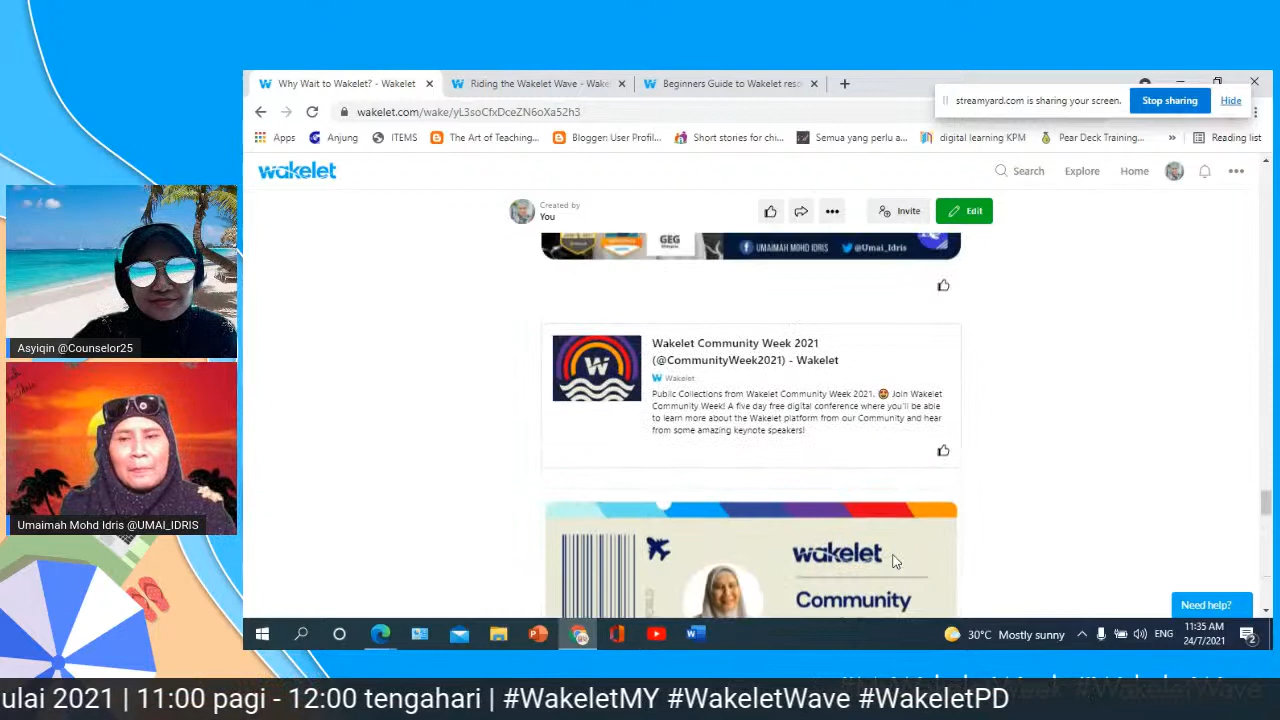 Why Wait to Wakelet? - Wakelet
Riding the Wakelet Wave - Wake
Beginners Guide to Wakelet reso
streamyard.com is sharing your screen.
Stop sharing
Hide
wakelet.com/wake/yL3soCfxDceZN6oXa52h3
Apps
Anjung
ITEMS
The Art of Teaching...
Blogger: User Profil...
Short stories for chi...
Semua yang perlu a...
digital learning KPM
Pear Deck Training...
»
Reading list
wakelet
Search
Explore
Home
Created by
You
Invite
Edit
GEG
UMAIMAH MOHD IDRIS
@Umai_Idris
Wakelet Community Week 2021
(@CommunityWeek2021) - Wakelet
Wakelet
Public Collections from Wakelet Community Week 2021. 🤩 Join Wakelet
Community Week! A five day free digital conference where you'll be able
to learn more about the Wakelet platform from our Community and hear
from some amazing keynote speakers!
wakelet
Community
Need help?
Asyiqin @Counselor25
Umaimah Mohd Idris @UMAI_IDRIS
30°C Mostly sunny
ENG
11:35 AM
24/7/2021
2
ulai 2021 | 11:00 pagi - 12:00 tengahari | #WakeletMY #WakeletWave #WakeletPD